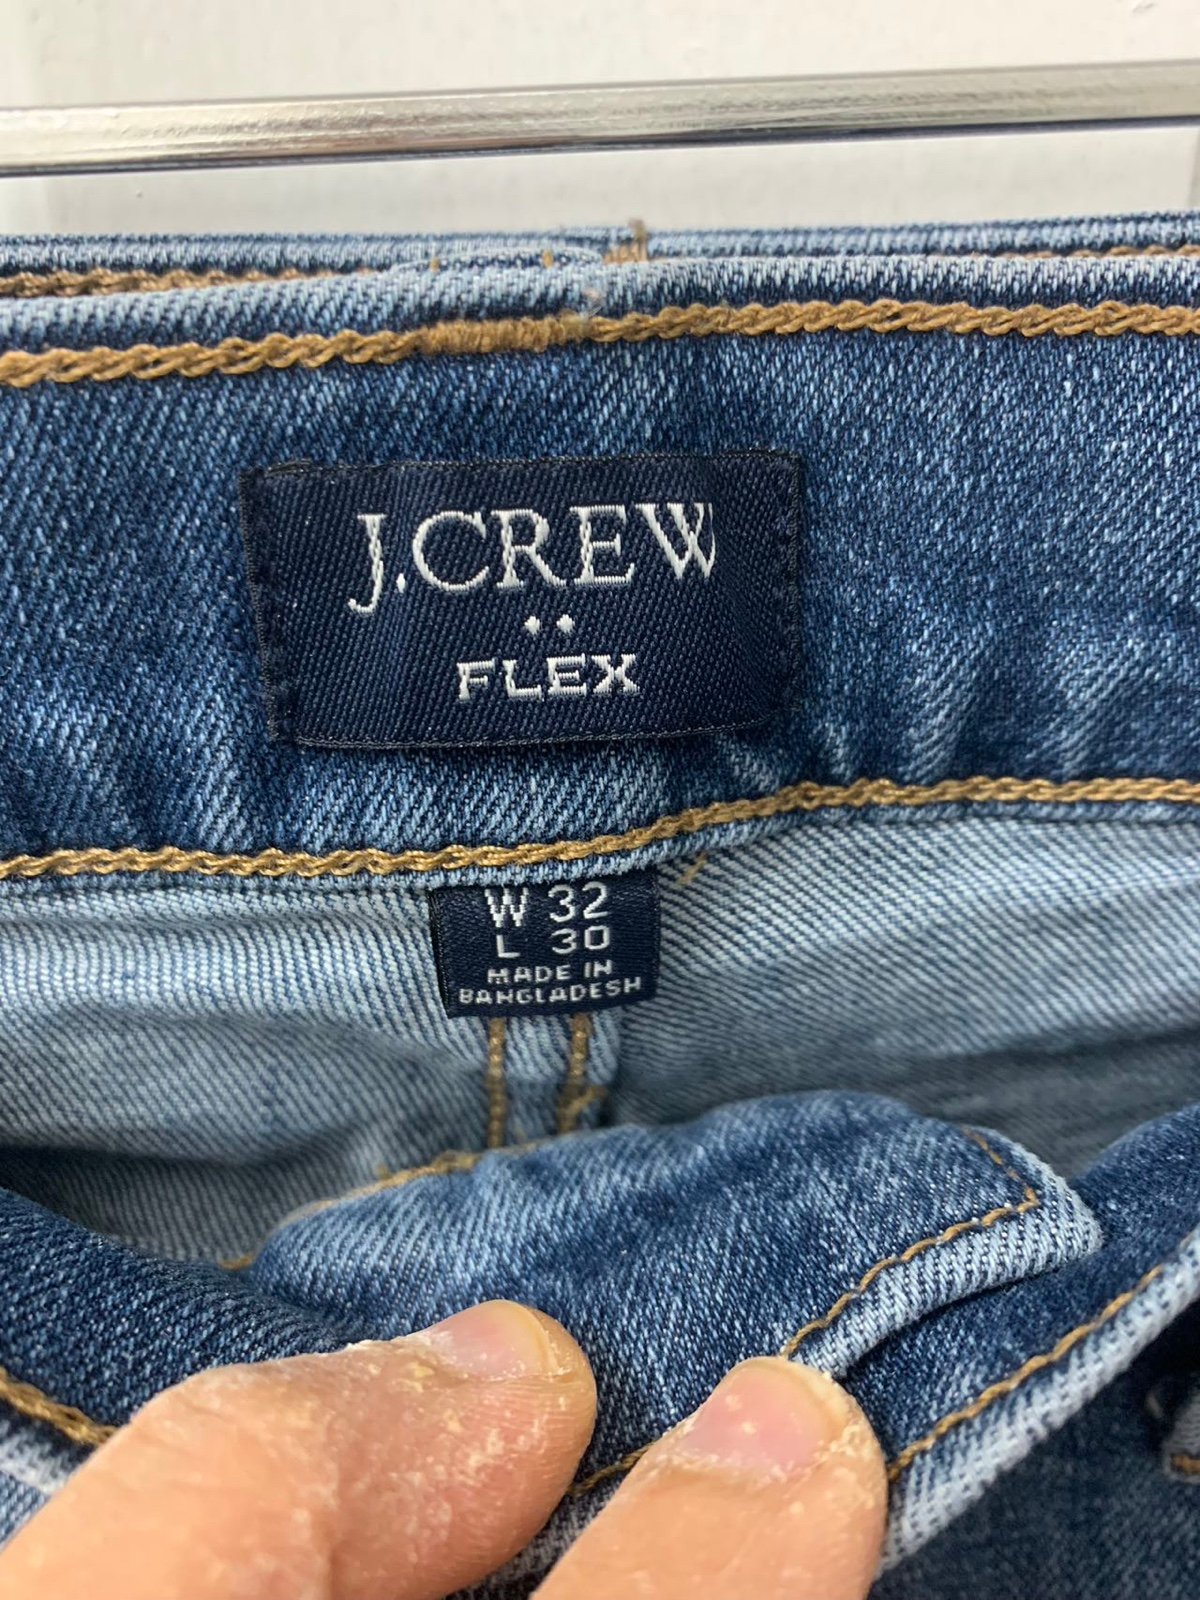 J.CREW
FLEX
W 32
L 30
MADE IN
BANGLADESH